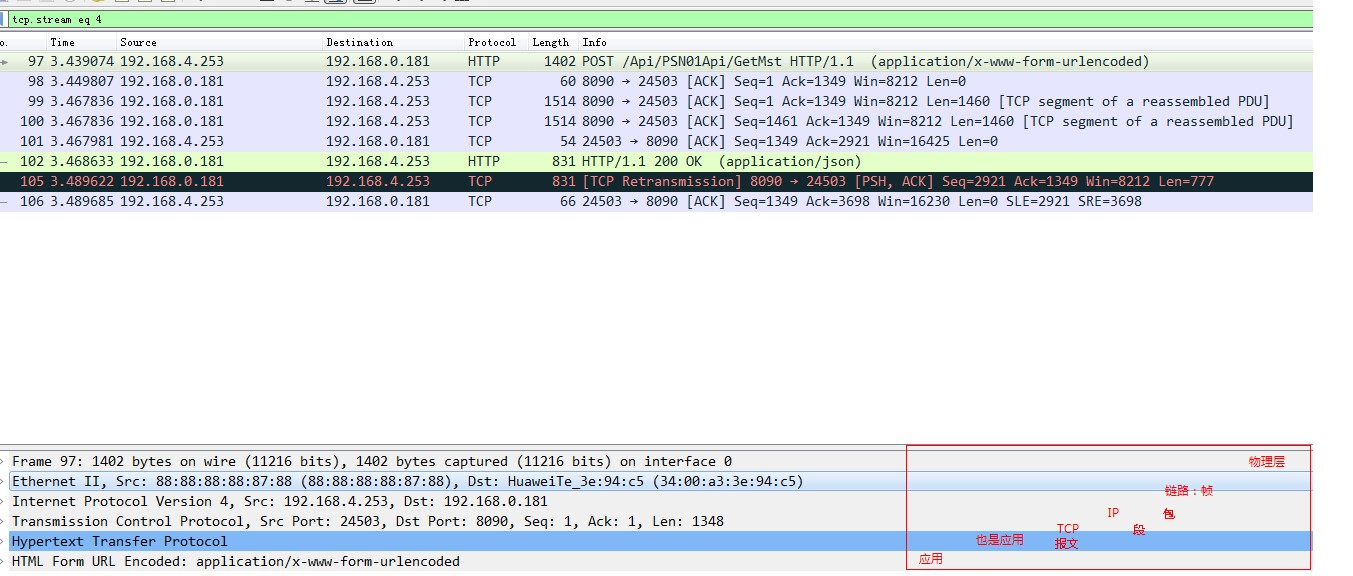 tcp.stream eq 4
o. Time Source Destination Protocol Length Info
97 3.439074 192.168.4.253 192.168.0.181 HTTP 1402 POST /Api/PSN01Api/GetMst HTTP/1.1 (application/x-www-form-urlencoded)
98 3.449807 192.168.0.181 192.168.4.253 TCP 60 8090 → 24503 [ACK] Seq=1 Ack=1349 Win=8212 Len=0
99 3.467836 192.168.0.181 192.168.4.253 TCP 1514 8090 → 24503 [ACK] Seq=1 Ack=1349 Win=8212 Len=1460 [TCP segment of a reassembled PDU]
100 3.467836 192.168.0.181 192.168.4.253 TCP 1514 8090 → 24503 [ACK] Seq=1461 Ack=1349 Win=8212 Len=1460 [TCP segment of a reassembled PDU]
101 3.467981 192.168.4.253 192.168.0.181 TCP 54 24503 → 8090 [ACK] Seq=1349 Ack=2921 Win=16425 Len=0
102 3.468633 192.168.0.181 192.168.4.253 HTTP 831 HTTP/1.1 200 OK (application/json)
105 3.489622 192.168.0.181 192.168.4.253 TCP 831 [TCP Retransmission] 8090 → 24503 [PSH, ACK] Seq=2921 Ack=1349 Win=8212 Len=777
106 3.489685 192.168.4.253 192.168.0.181 TCP 66 24503 → 8090 [ACK] Seq=1349 Ack=3698 Win=16230 Len=0 SLE=2921 SRE=3698
Frame 97: 1402 bytes on wire (11216 bits), 1402 bytes captured (11216 bits) on interface 0 物理层
Ethernet II, Src: 88:88:88:88:87:88 (88:88:88:88:87:88), Dst: HuaweiTe_3e:94:c5 (34:00:a3:3e:94:c5) 链路：帧
Internet Protocol Version 4, Src: 192.168.4.253, Dst: 192.168.0.181 IP 包
Transmission Control Protocol, Src Port: 24503, Dst Port: 8090, Seq: 1, Ack: 1, Len: 1348 TCP 段
Hypertext Transfer Protocol 也是应用 报文
HTML Form URL Encoded: application/x-www-form-urlencoded 应用